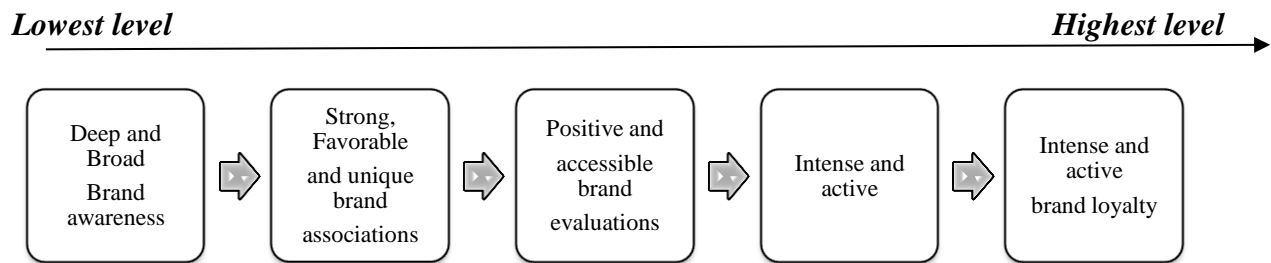 Lowest level
Highest level
Deep and
Broad
Brand
awareness
Strong,
Favorable
and unique
brand
associations
Positive and
accessible
brand
evaluations
Intense and
active
Intense and
active
brand loyalty